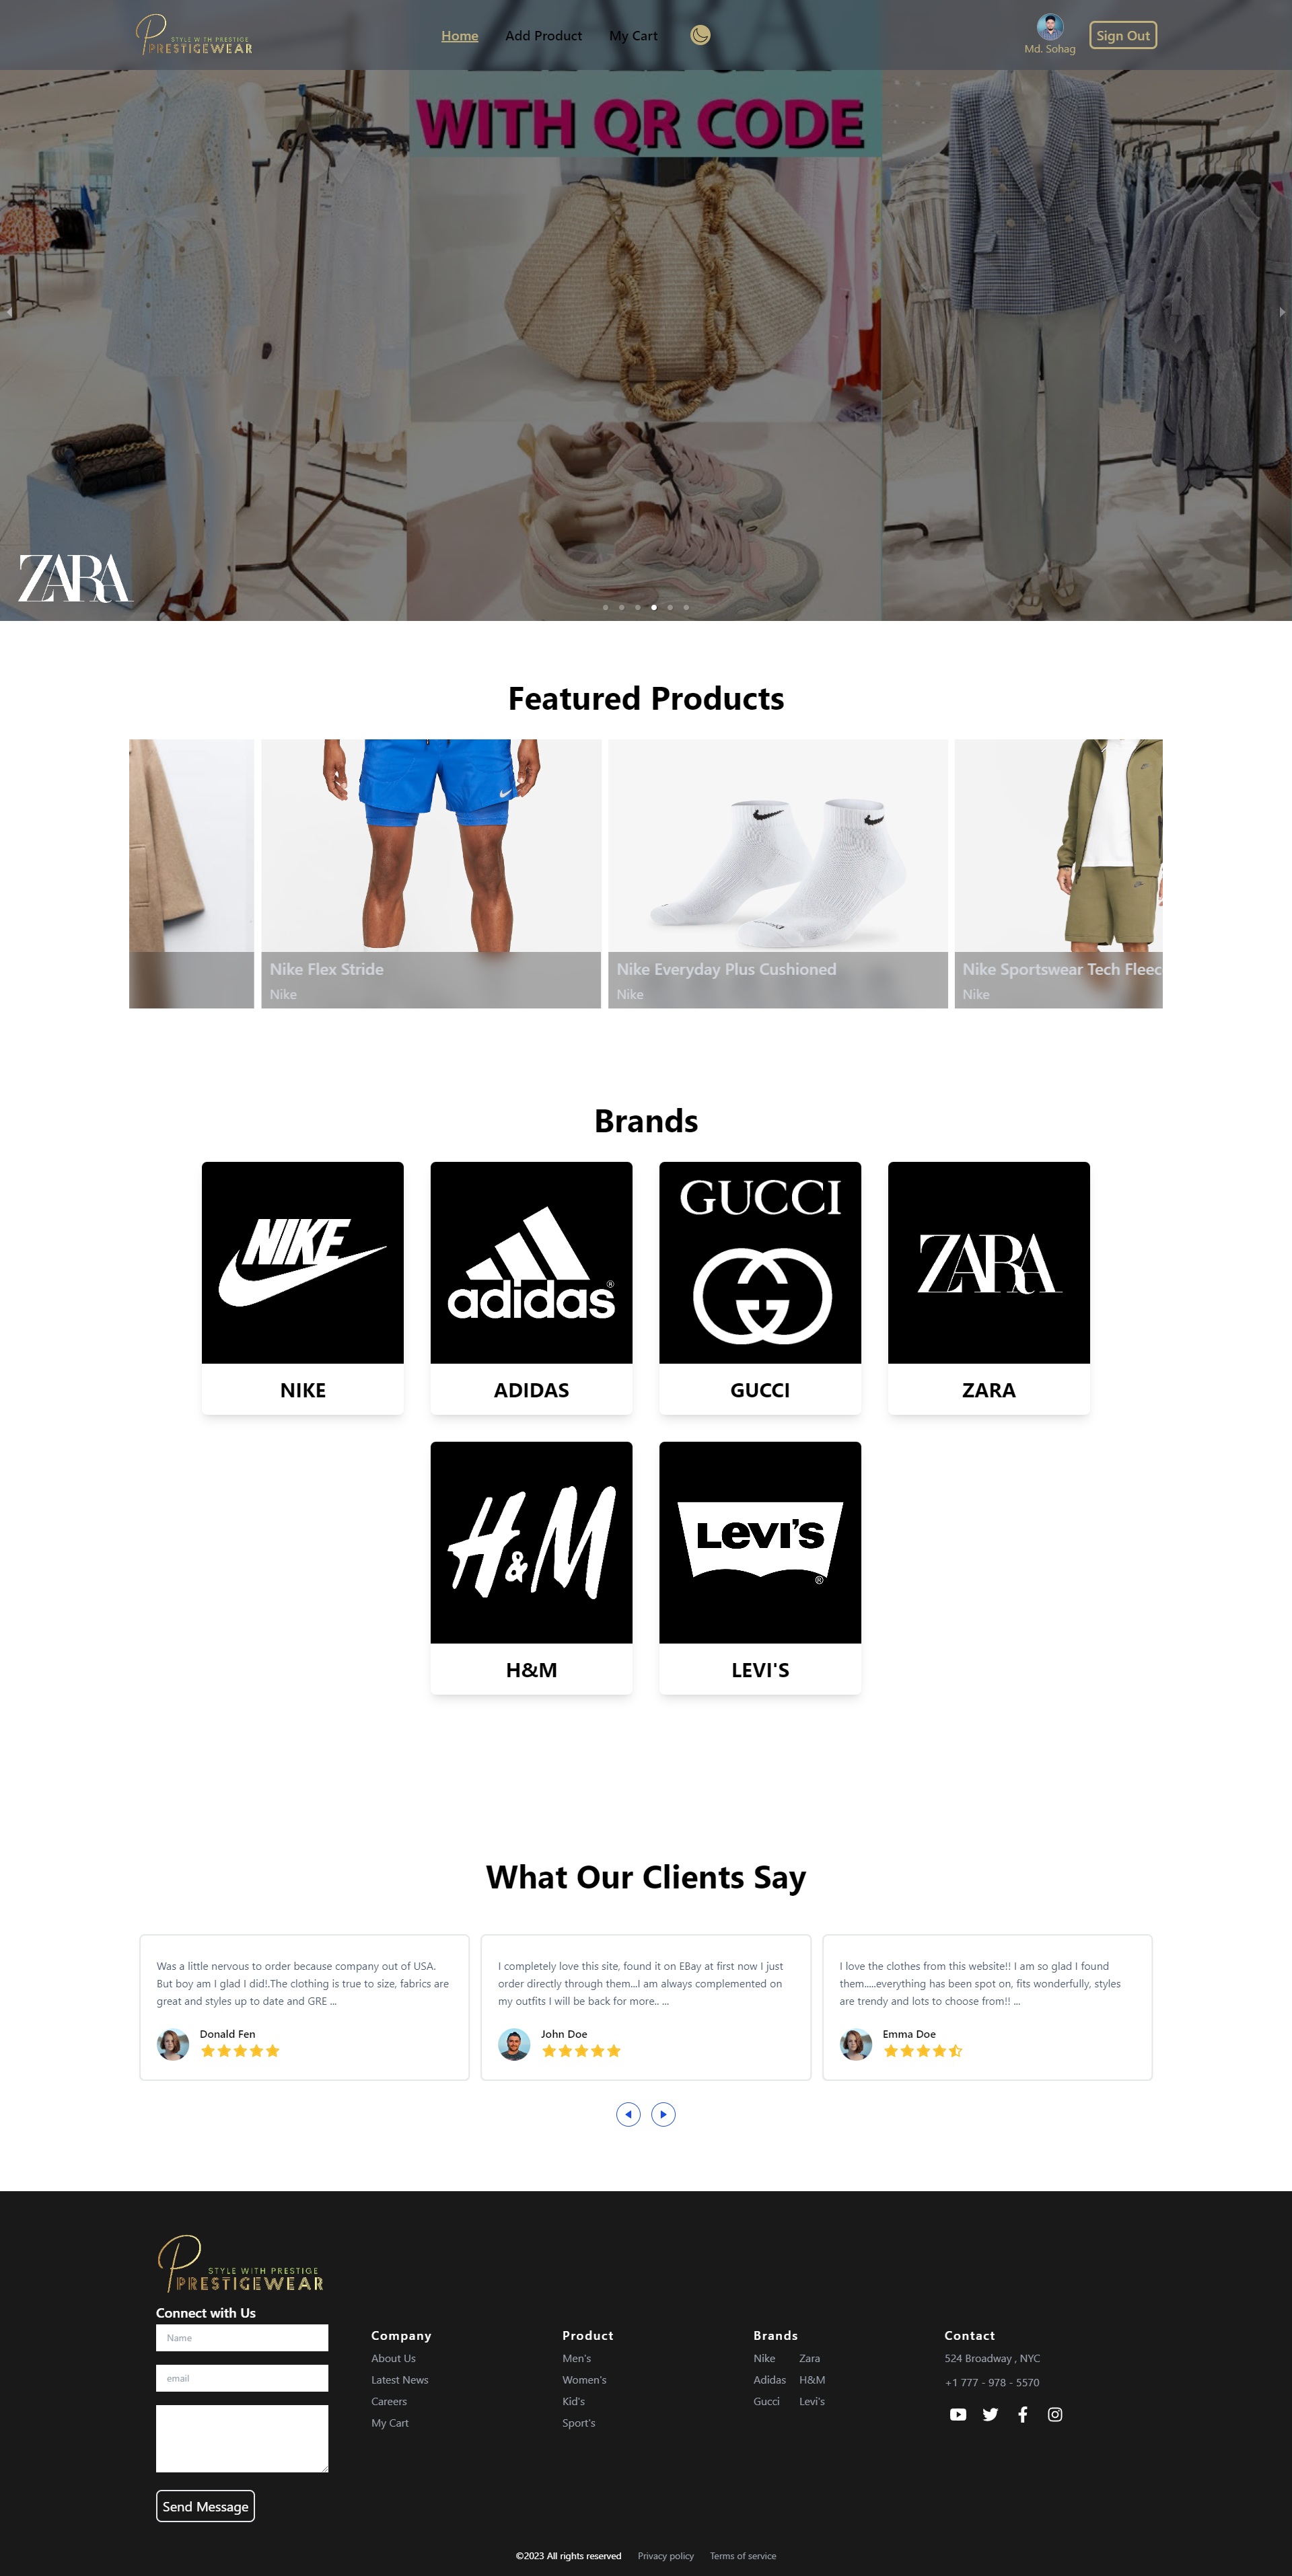 STYLE WITH PRESTIGE
PRESTIGEWEAR
Home
Add Product
My Cart
Md. Sohag
Sign Out
WITH QR CODE
ZARA
Featured Products
Nike Flex Stride
Nike
Nike Everyday Plus Cushioned
Nike
Nike Sportswear Tech Fleec
Nike
Brands
NIKE
adidas®
GUCCI
ZARA
NIKE
ADIDAS
GUCCI
ZARA
H&M
LEVI'S®
H&M
LEVI'S
What Our Clients Say
Was a little nervous to order because company out of USA.
But boy am I glad I did!.The clothing is true to size, fabrics are
great and styles up to date and GRE ...
Donald Fen
I completely love this site, found it on EBay at first now I just
order directly through them...I am always complemented on
my outfits I will be back for more.. ...
John Doe
I love the clothes from this website!! I am so glad I found
them.....everything has been spot on, fits wonderfully, styles
are trendy and lots to choose from!! ...
Emma Doe
STYLE WITH PRESTIGE
PRESTIGEWEAR
Connect with Us
Name
email
Send Message
Company
About Us
Latest News
Careers
My Cart
Product
Men's
Women's
Kid's
Sport's
Brands
Nike
Adidas
Gucci
Zara
H&M
Levi's
Contact
524 Broadway , NYC
+1 777 - 978 - 5570
©2023 All rights reserved
Privacy policy
Terms of service